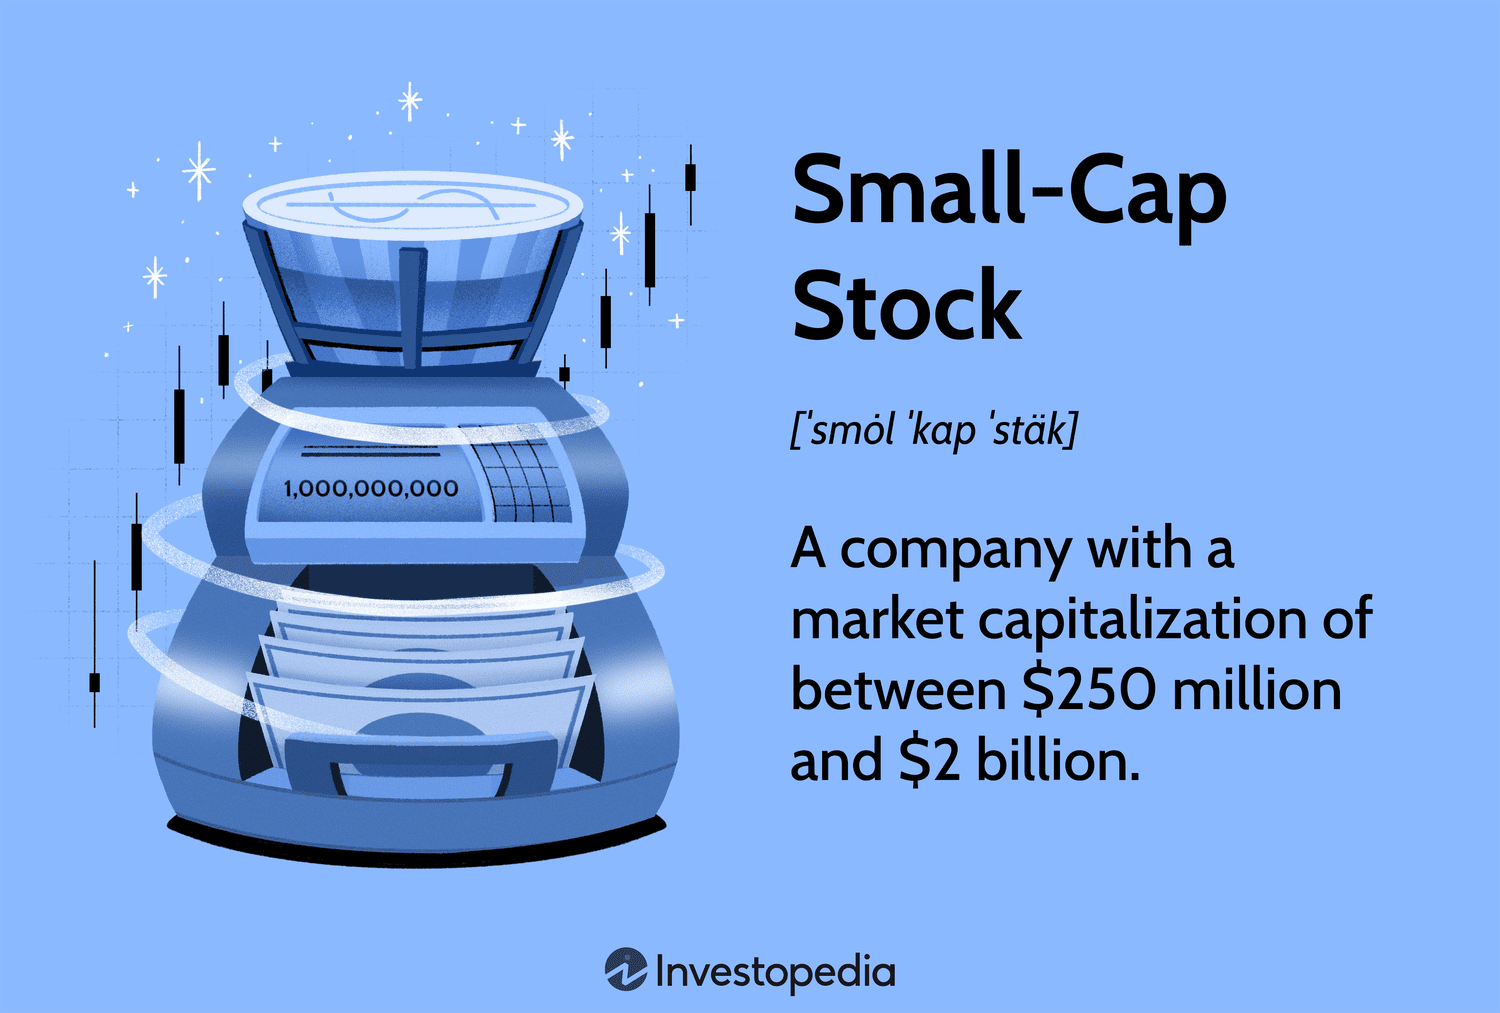 Small-Cap
Stock
[ˈsmȯl ˈkap ˈstäk]
1,000,000,000
A company with a
market capitalization of
between $250 million
and $2 billion.
Investopedia